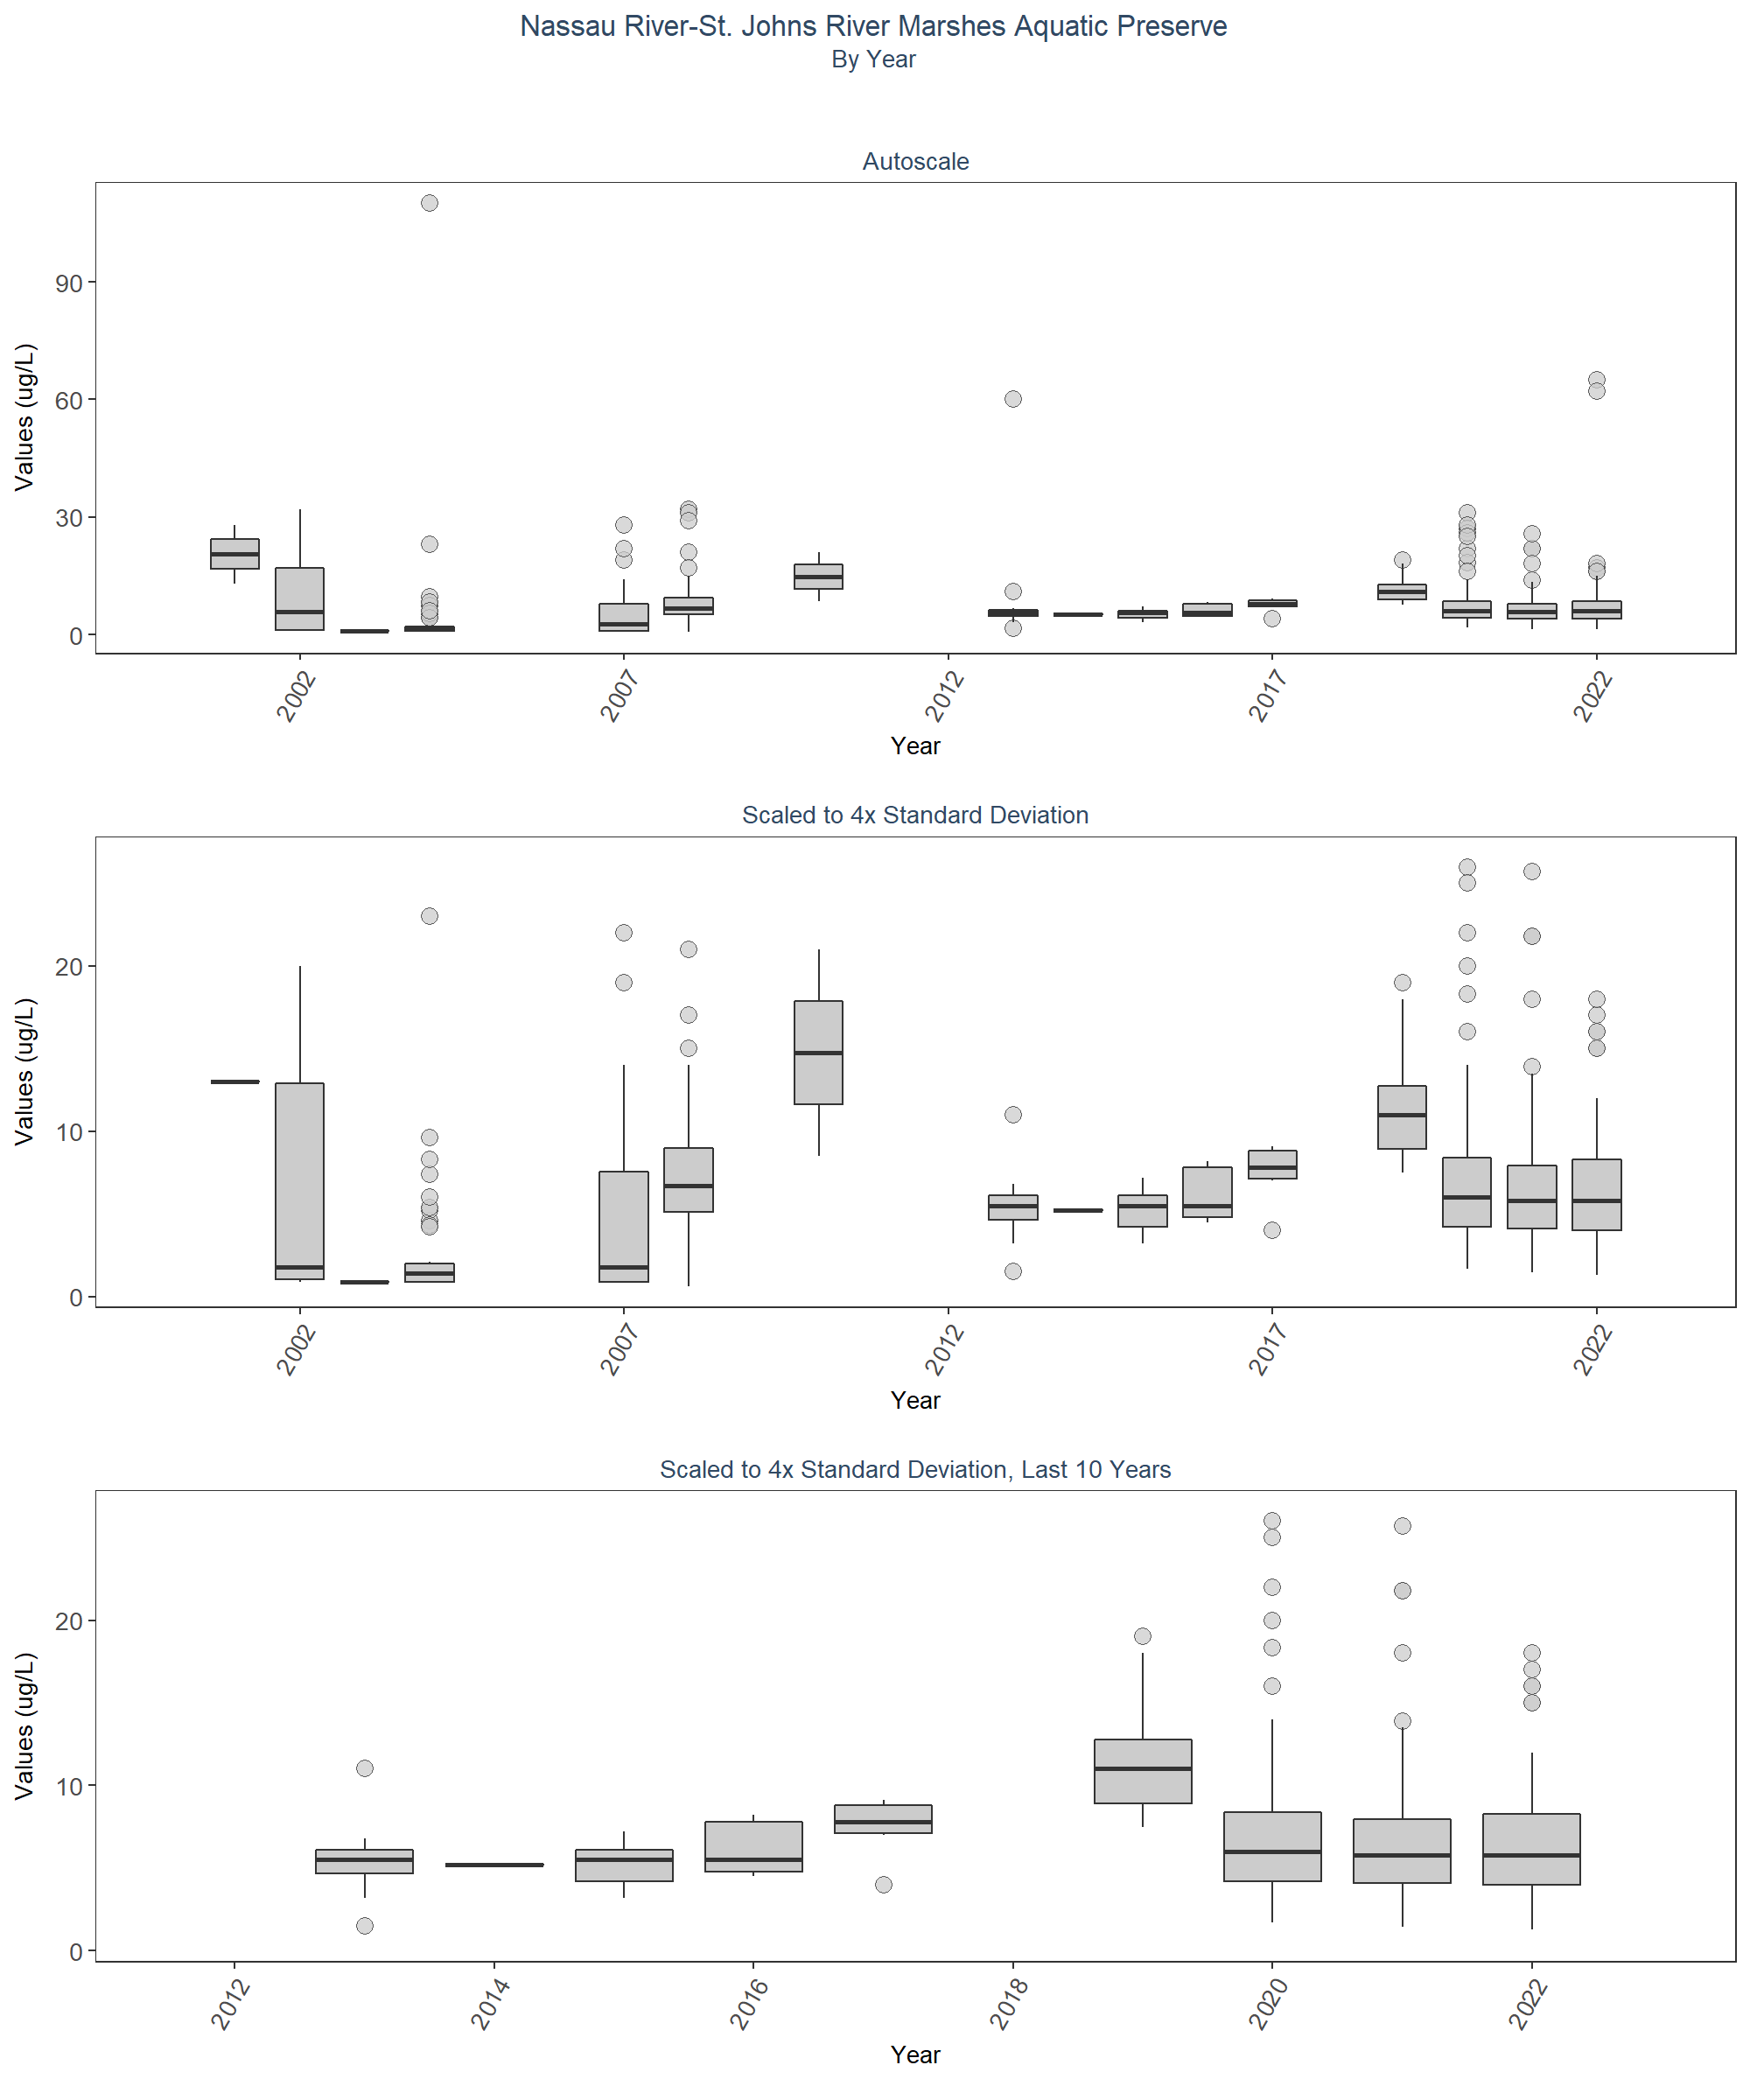 Nassau River-St. Johns River Marshes Aquatic Preserve
By Year
Autoscale
Values (ug/L)
90
60
30
0
2002
2007
2012
2017
2022
Year
Scaled to 4x Standard Deviation
Values (ug/L)
20
10
0
2002
2007
2012
2017
2022
Year
Scaled to 4x Standard Deviation, Last 10 Years
Values (ug/L)
20
10
0
2012
2014
2016
2018
2020
2022
Year